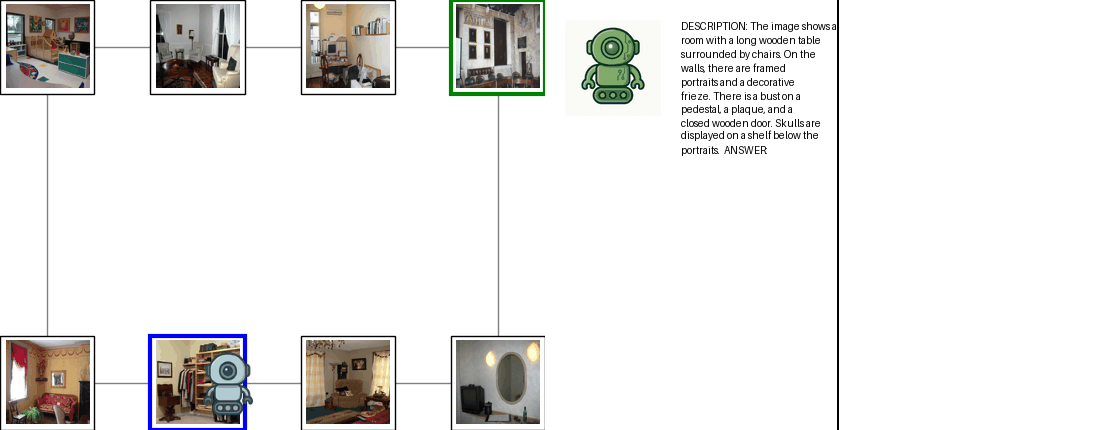 DESCRIPTION: The image shows a
room with a long wooden table
surrounded by chairs. On the
walls, there are framed
portraits and a decorative
frieze. There is a bust on a
pedestal, a plaque, and a
closed wooden door. Skulls are
displayed on a shelf below the
portraits. ANSWER: